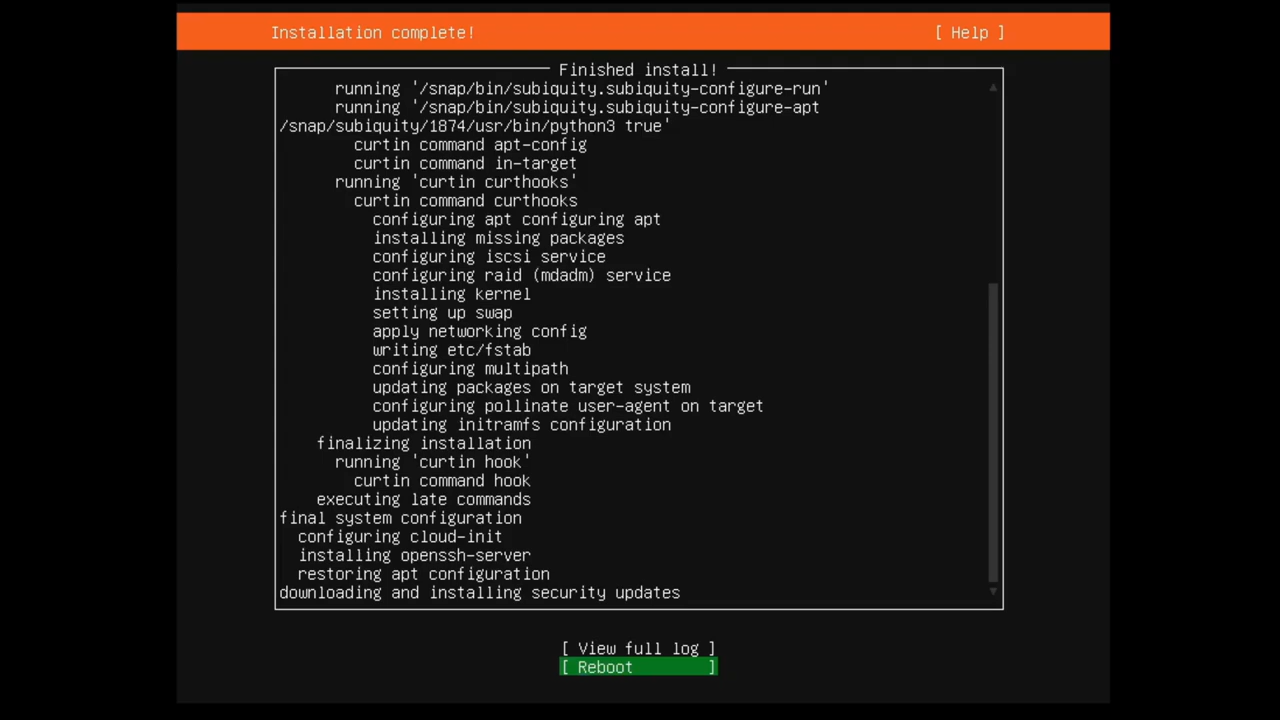 Installation complete! [ Help ]
Finished install!
running '/snap/bin/subiquity.subiquity-configure-run'
running '/snap/bin/subiquity.subiquity-configure-apt
/snap/subiquity/1874/usr/bin/python3 true'
curtin command apt-config
curtin command in-target
running 'curtin curthooks'
curtin command curthooks
configuring apt configuring apt
installing missing packages
configuring iscsi service
configuring raid (mdadm) service
installing kernel
setting up swap
apply networking config
writing etc/fstab
configuring multipath
updating packages on target system
configuring pollinate user-agent on target
updating initramfs configuration
finalizing installation
running 'curtin hook'
curtin command hook
executing late commands
final system configuration
configuring cloud-init
installing openssh-server
restoring apt configuration
downloading and installing security updates
[ View full log ]
[ Reboot ]